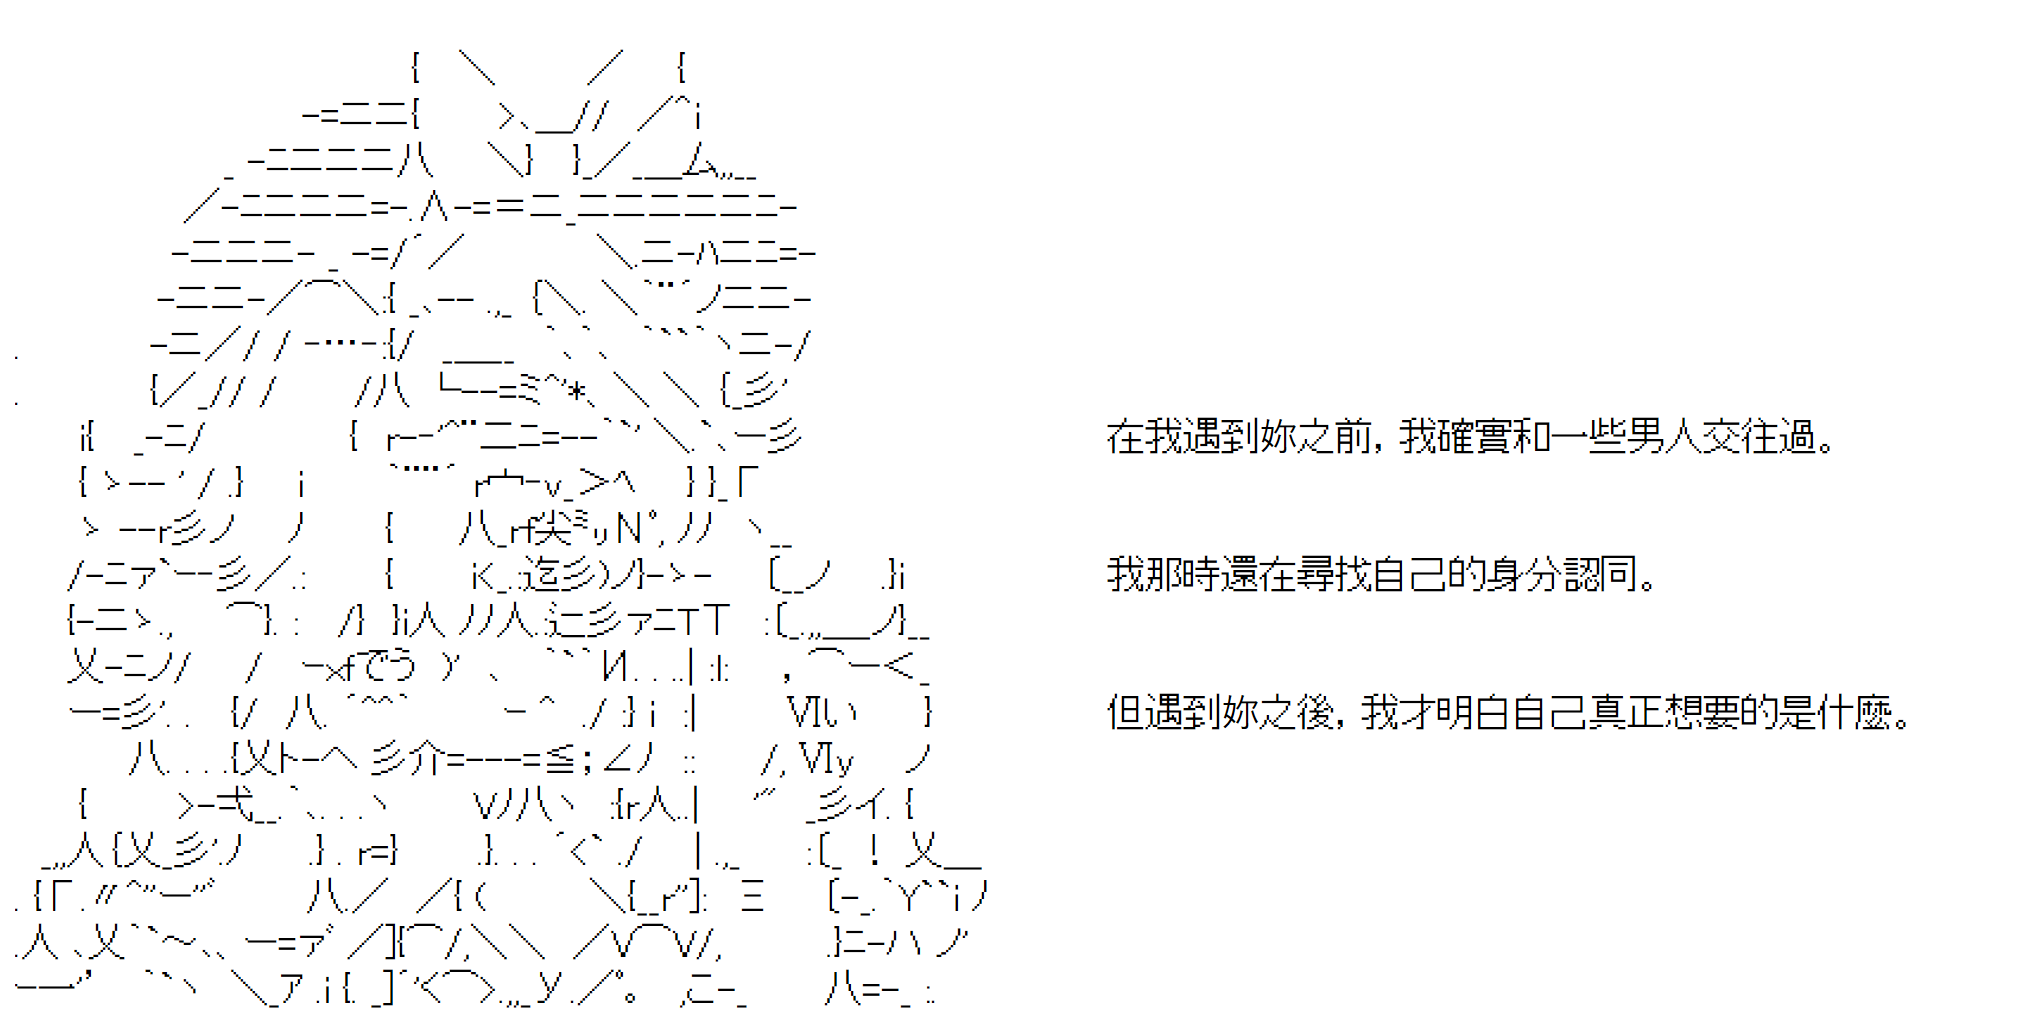 在我遇到妳之前，我確實和一些男人交往過。
我那時還在尋找自己的身分認同。
但遇到妳之後，我才明白自己真正想要的是什麼。